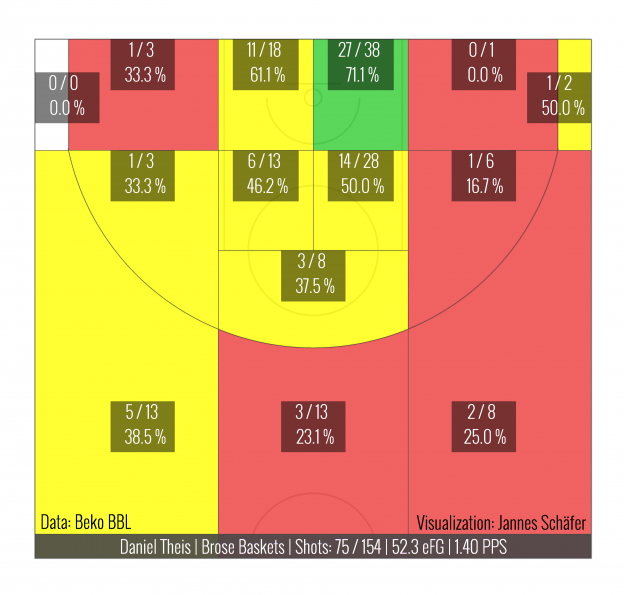 1 / 3
33.3 %
11 / 18
61.1 %
27 / 38
71.1 %
0 / 1
0.0 %
0 / 0
0.0 %
1 / 2
50.0 %
1 / 3
33.3 %
6 / 13
46.2 %
14 / 28
50.0 %
1 / 6
16.7 %
3 / 8
37.5 %
5 / 13
38.5 %
3 / 13
23.1 %
2 / 8
25.0 %
Data: Beko BBL
Visualization: Jannes Schäfer
Daniel Theis | Brose Baskets | Shots: 75 / 154 | 52.3 eFG | 1.40 PPS